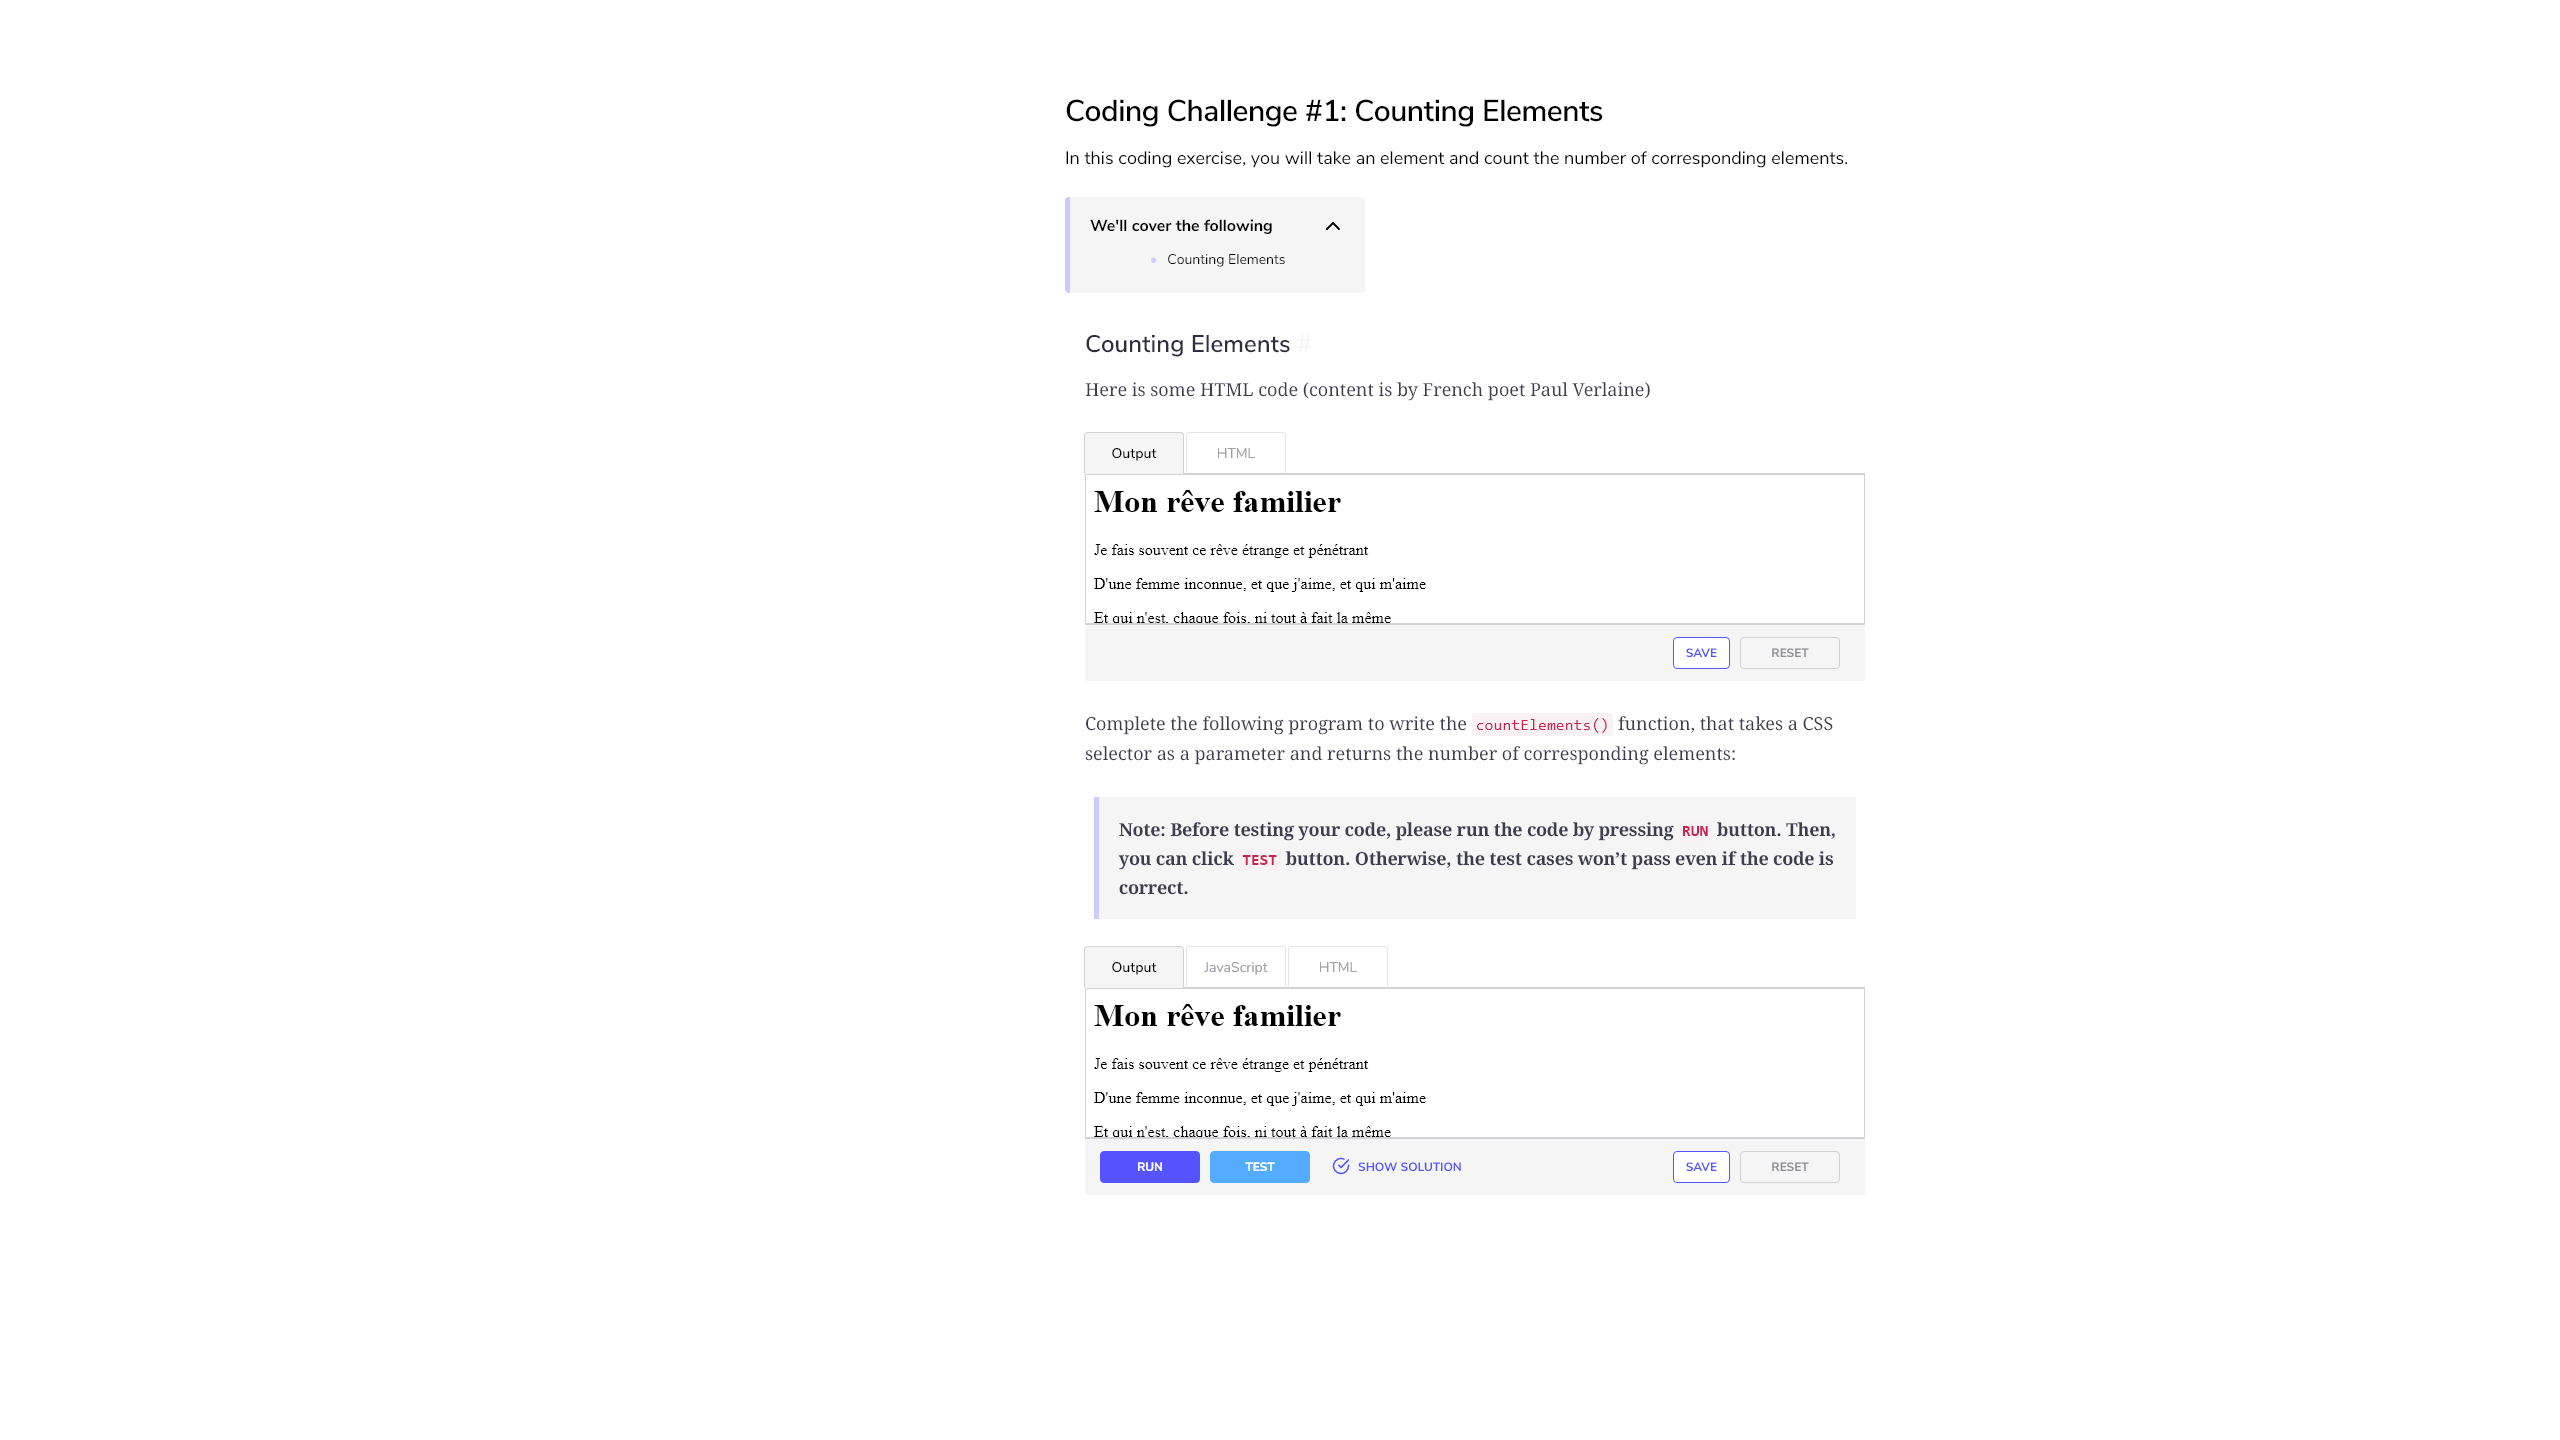 Coding Challenge #1: Counting Elements
In this coding exercise, you will take an element and count the number of corresponding elements.
We'll cover the following
Counting Elements
Counting Elements #
Here is some HTML code (content is by French poet Paul Verlaine)
Output HTML
Mon rêve familier
Je fais souvent ce rêve étrange et pénétrant
D'une femme inconnue, et que j'aime, et qui m'aime
Et qui n'est, chaque fois, ni tout à fait la même
SAVE RESET
Complete the following program to write the countElements() function, that takes a CSS
selector as a parameter and returns the number of corresponding elements:
Note: Before testing your code, please run the code by pressing RUN button. Then,
you can click TEST button. Otherwise, the test cases won’t pass even if the code is
correct.
Output JavaScript HTML
Mon rêve familier
Je fais souvent ce rêve étrange et pénétrant
D'une femme inconnue, et que j'aime, et qui m'aime
Et qui n'est, chaque fois, ni tout à fait la même
RUN TEST SHOW SOLUTION SAVE RESET